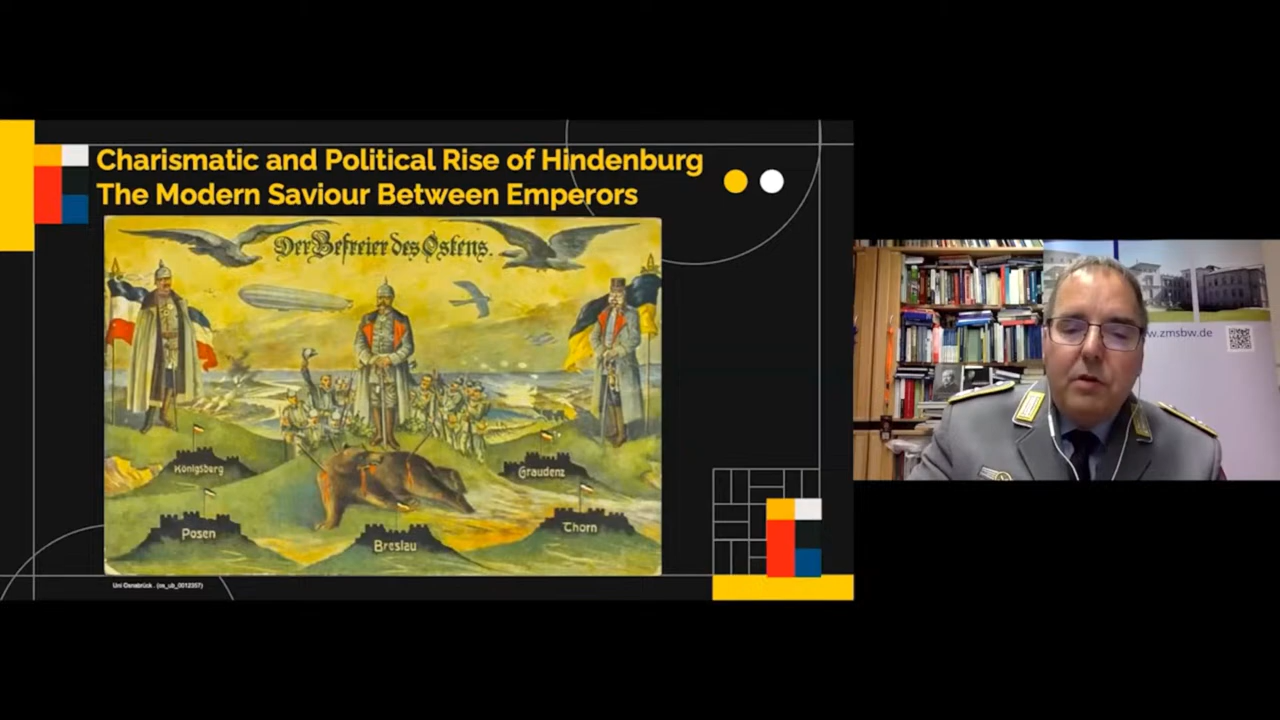 Charismatic and Political Rise of Hindenburg
The Modern Saviour Between Emperors
Der Befreier des Ostens.
Königsberg
Graudenz
Posen
Breslau
Thorn
Uni Osnabrück . (os_ub_0012357)
w.zmsbw.de